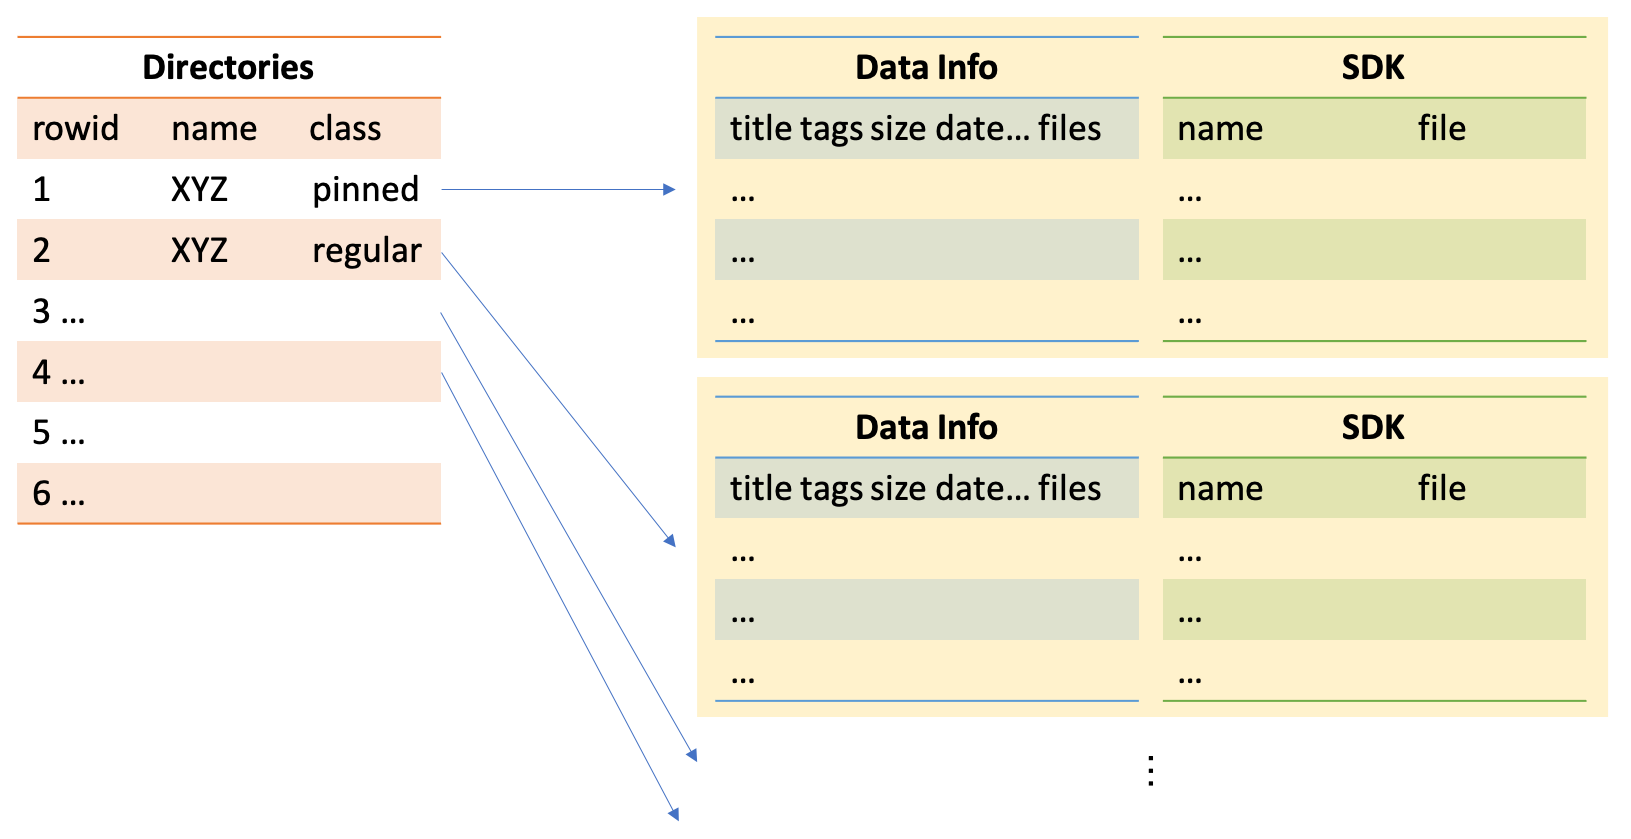 Directories
rowid name class
1 XYZ pinned
2 XYZ regular
3 ...
4 ...
5 ...
6 ...
Data Info
title tags size date... files
...
...
...
SDK
name file
...
...
...
Data Info
title tags size date... files
...
...
...
SDK
name file
...
...
...
⋮